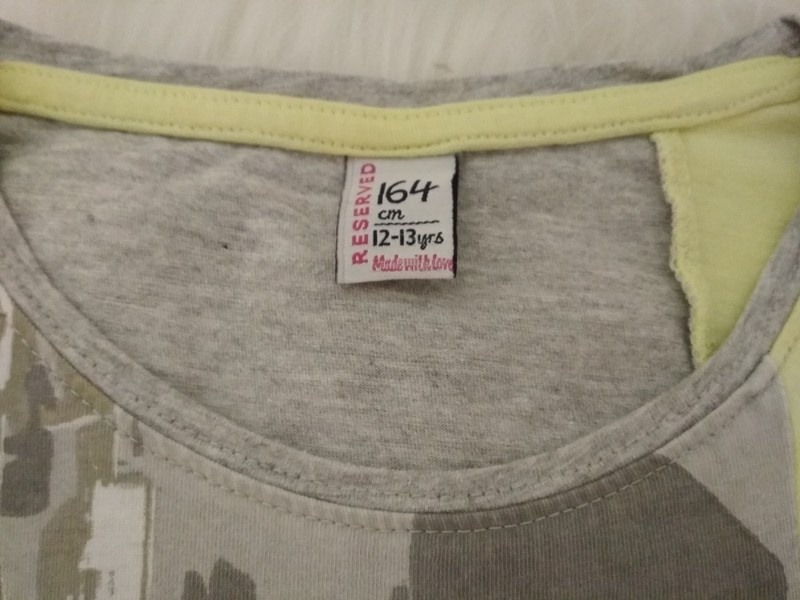 RESERVED
164
cm
12-13yrs
Made with love